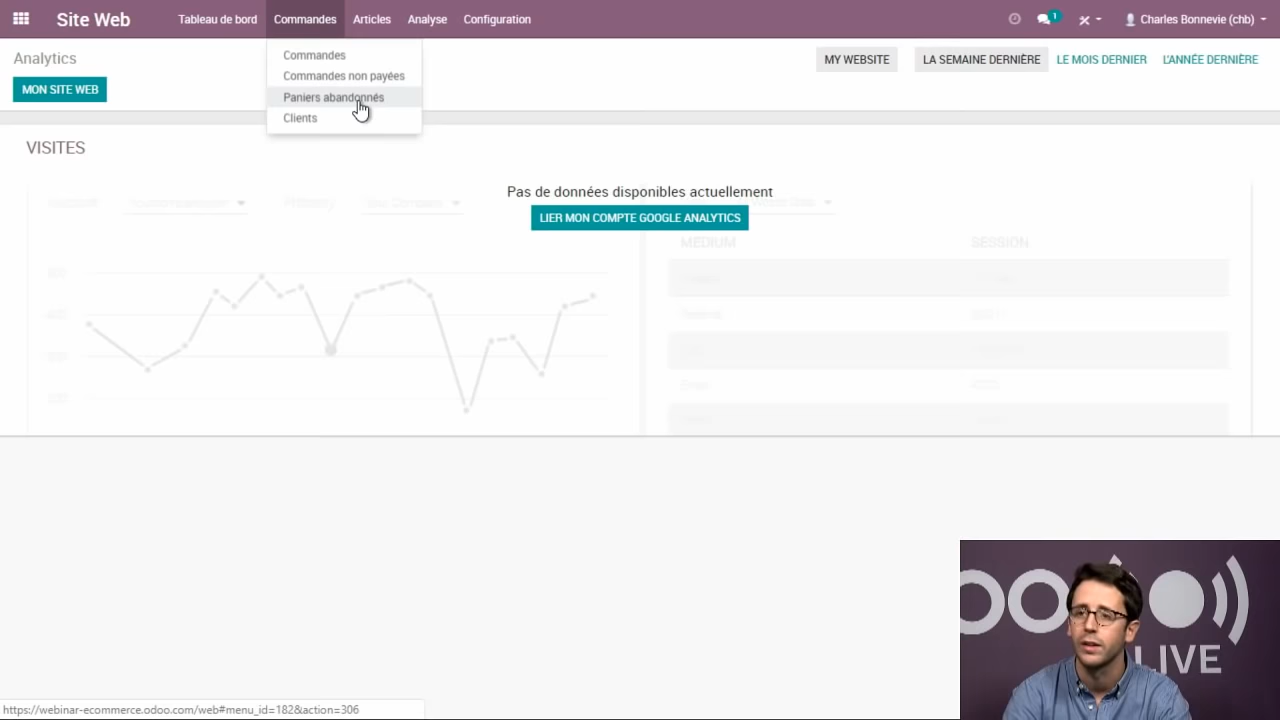 Site Web
Tableau de bord
Commandes
Articles
Analyse
Configuration
1
Charles Bonnevie (chb)
Analytics
MON SITE WEB
Commandes
Commandes non payées
Paniers abandonnés
Clients
MY WEBSITE
LA SEMAINE DERNIÈRE
LE MOIS DERNIER
L'ANNÉE DERNIÈRE
VISITES
Pas de données disponibles actuellement
LIER MON COMPTE GOOGLE ANALYTICS
MEDIUM
SESSION
LIVE
https://webinar-ecommerce.odoo.com/web#menu_id=182&action=306